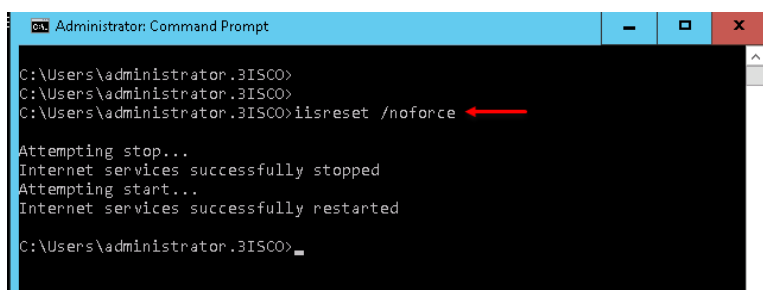 Administrator: Command Prompt
C:\Users\administrator.3ISCO>
C:\Users\administrator.3ISCO>
C:\Users\administrator.3ISCO>iisreset /noforce
Attempting stop...
Internet services successfully stopped
Attempting start...
Internet services successfully restarted
C:\Users\administrator.3ISCO>